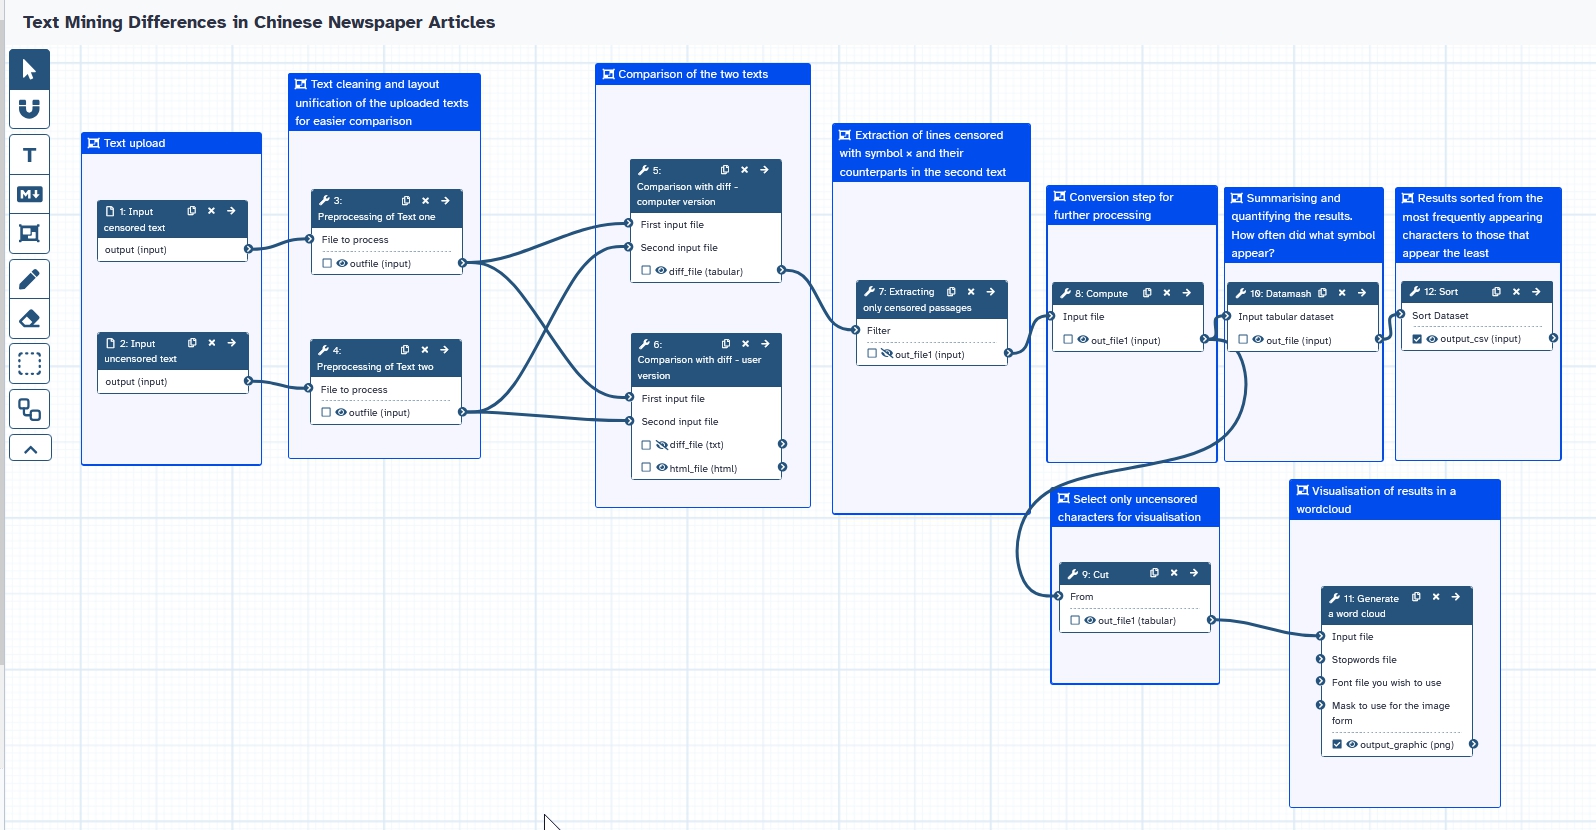 Text Mining Differences in Chinese Newspaper Articles
T
M
Text upload
1: Input
censored text
output (input)
2: Input
uncensored text
output (input)
Text cleaning and layout
unification of the uploaded texts
for easier comparison
3:
Preprocessing of Text one
File to process
outfile (input)
4:
Preprocessing of Text two
File to process
outfile (input)
Comparison of the two texts
5:
Comparison with diff -
computer version
First input file
Second input file
diff_file (tabular)
6:
Comparison with diff - user
version
First input file
Second input file
diff_file (txt)
html_file (html)
Extraction of lines censored
with symbol × and their
counterparts in the second text
7: Extracting
only censored passages
Filter
out_file1 (input)
Conversion step for
further processing
8: Compute
Input file
out_file1 (input)
Summarising and
quantifying the results.
How often did what symbol
appear?
10: Datamash
Input tabular dataset
out_file (input)
Results sorted from the
most frequently appearing
characters to those that
appear the least
12: Sort
Sort Dataset
output_csv (input)
Select only uncensored
characters for visualisation
9: Cut
From
out_file1 (tabular)
Visualisation of results in a
wordcloud
11: Generate
a word cloud
Input file
Stopwords file
Font file you wish to use
Mask to use for the image
form
output_graphic (png)